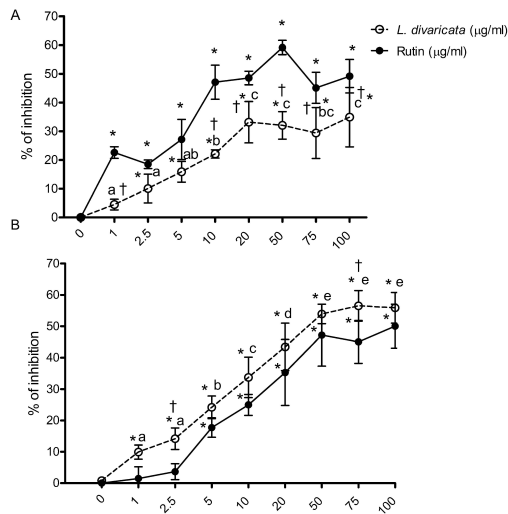 A
70
60
50
40
30
20
10
0
% of inhibition
L. divaricata (μg/ml)
Rutin (μg/ml)
* * * * * * * *
a † * a * ab † * b † * c † * c † bc * † * c
0 1 2.5 5 10 20 50 75 100
B
70
60
50
40
30
20
10
0
% of inhibition
* a † * a * b * c * d * e † * e * e
* * * * * *
0 1 2.5 5 10 20 50 75 100